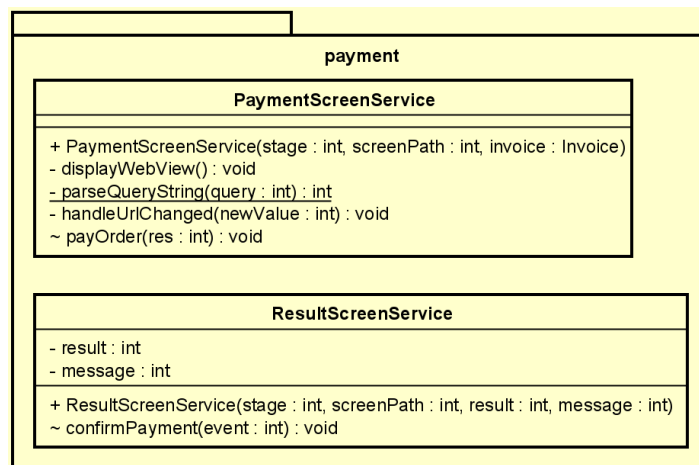 payment
PaymentScreenService
+ PaymentScreenService(stage : int, screenPath : int, invoice : Invoice)
- displayWebView() : void
- parseQueryString(query : int) : int
- handleUrlChanged(newValue : int) : void
~ payOrder(res : int) : void
ResultScreenService
- result : int
- message : int
+ ResultScreenService(stage : int, screenPath : int, result : int, message : int)
~ confirmPayment(event : int) : void